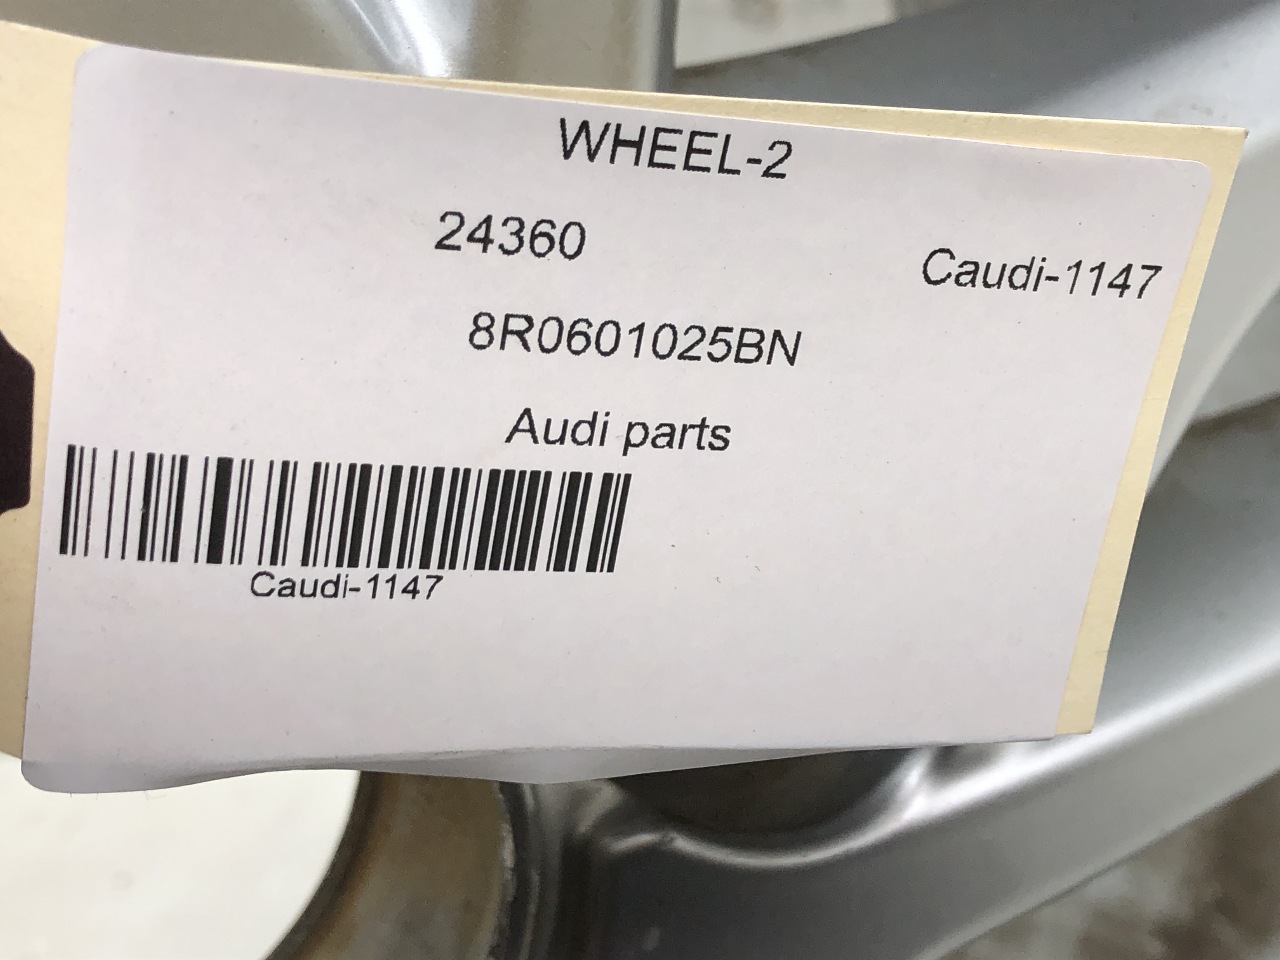 WHEEL-2
24360
Caudi-1147
8R0601025BN
Audi parts
Caudi-1147